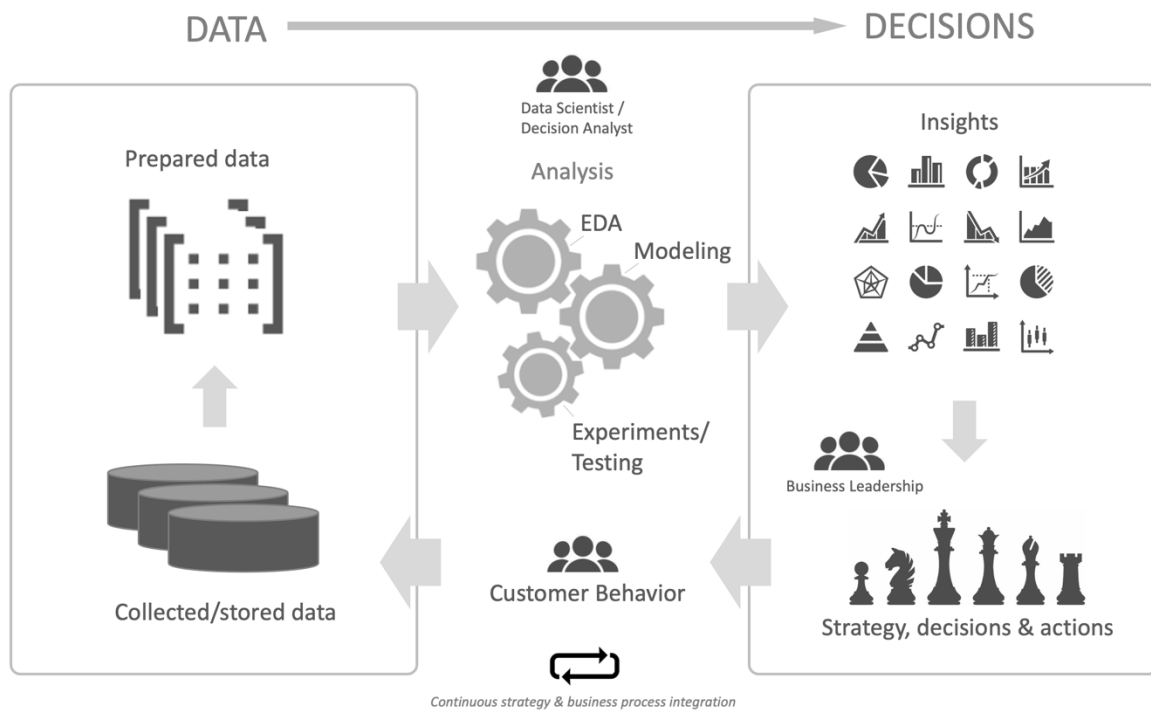 DATA
DECISIONS
Data Scientist /
Decision Analyst
Prepared data
Analysis
EDA
Modeling
Experiments/
Testing
Insights
Business Leadership
Strategy, decisions & actions
Customer Behavior
Collected/stored data
Continuous strategy & business process integration